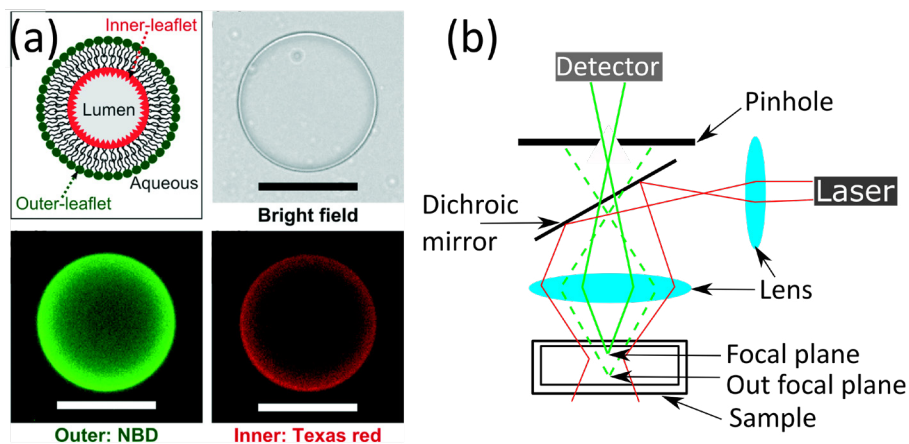 (a)
Inner-leaflet
Lumen
Aqueous
Outer-leaflet
Bright field
Outer: NBD
Inner: Texas red
(b)
Detector
Pinhole
Laser
Dichroic
mirror
Lens
Focal plane
Out focal plane
Sample